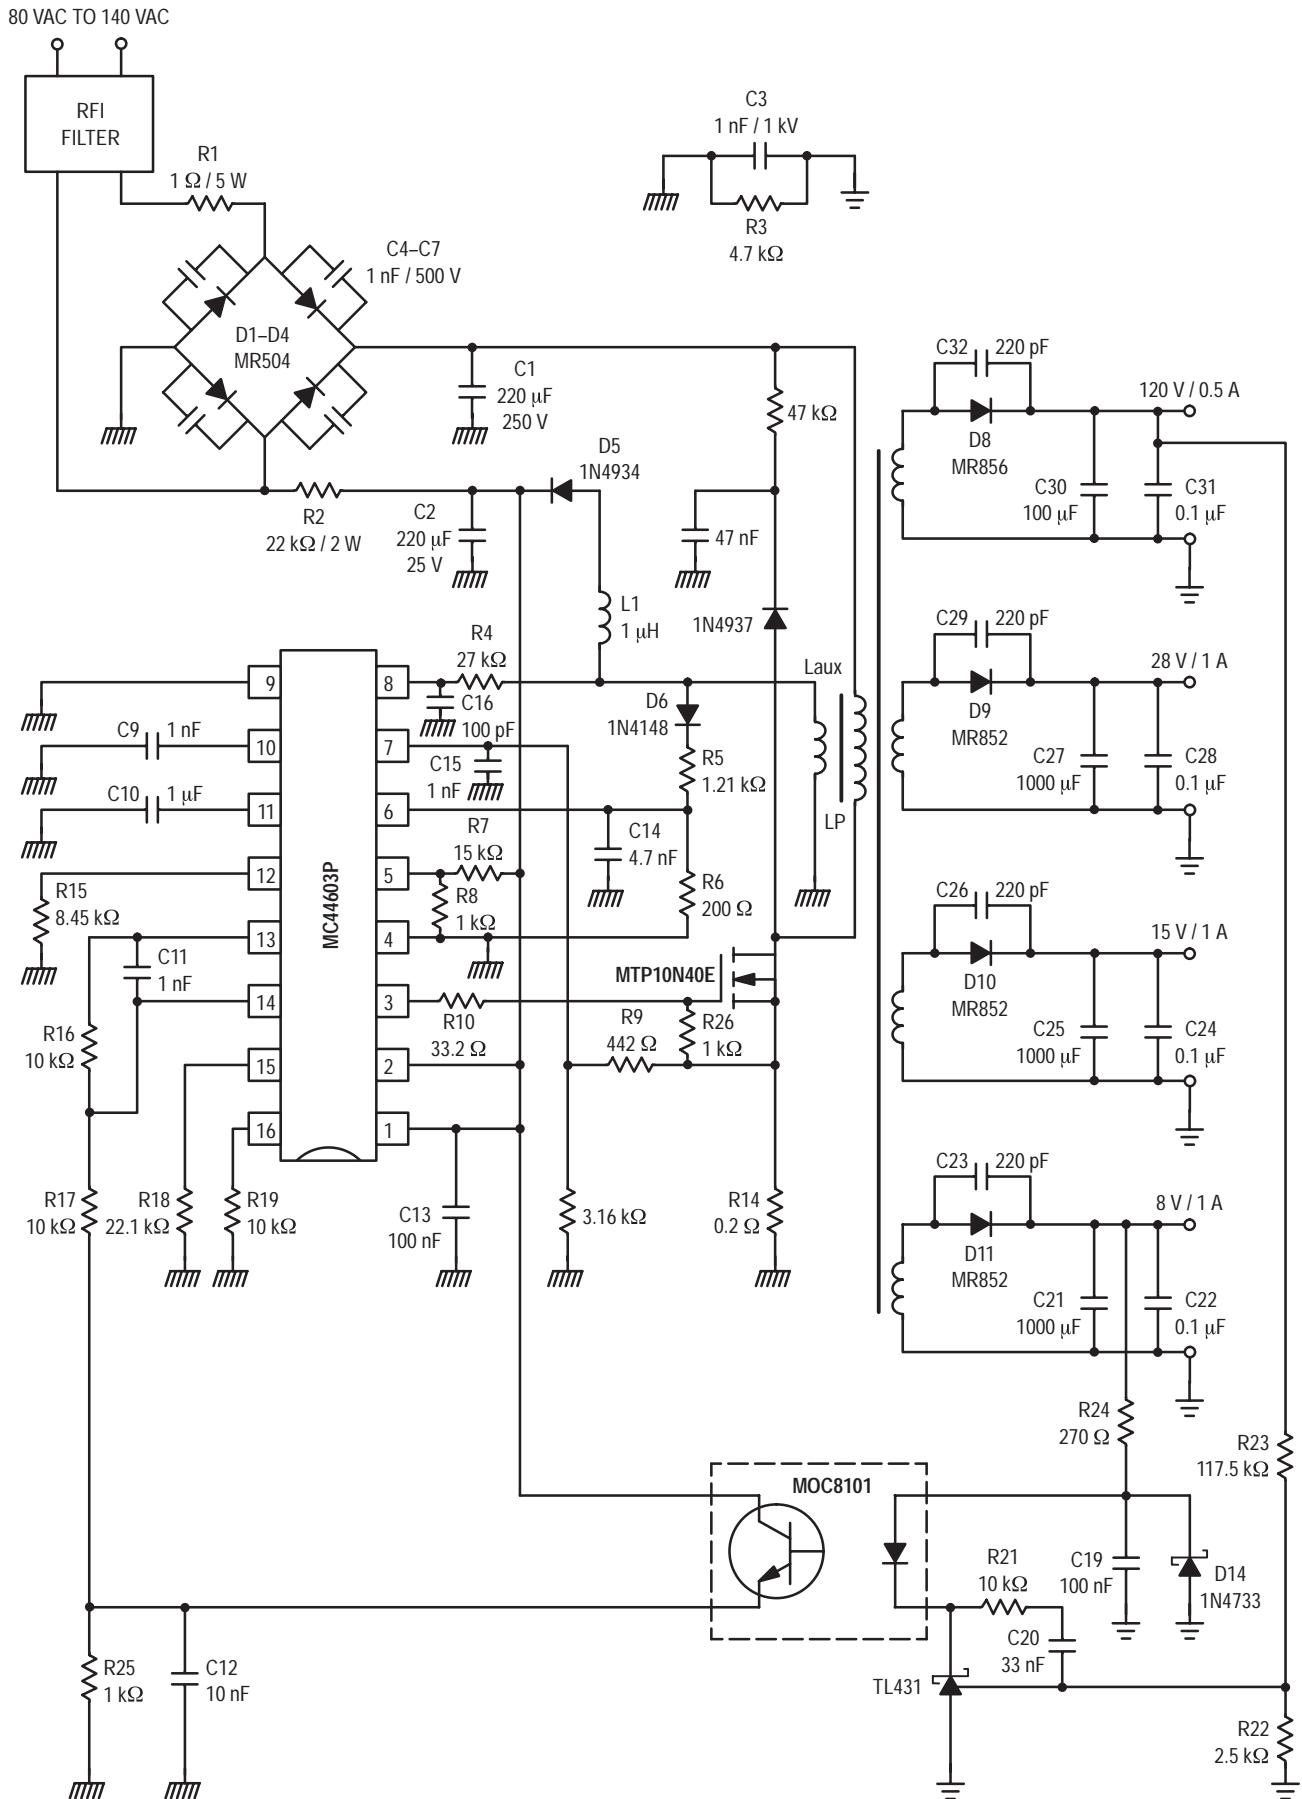 80 VAC TO 140 VAC
RFI
FILTER
R1
1 Ω / 5 W
C3
1 nF / 1 kV
R3
4.7 kΩ
C4–C7
1 nF / 500 V
D1–D4
MR504
C1
220 µF
250 V
47 kΩ
C32
220 pF
120 V / 0.5 A
D8
MR856
C30
100 µF
C31
0.1 µF
R2
22 kΩ / 2 W
C2
220 µF
25 V
D5
1N4934
47 nF
L1
1 µH
1N4937
C29
220 pF
28 V / 1 A
D9
MR852
C27
1000 µF
C28
0.1 µF
R4
27 kΩ
C16
100 pF
D6
1N4148
Laux
LP
9
8
C9
1 nF
10
7
C15
1 nF
R5
1.21 kΩ
C10
1 µF
11
6
C14
4.7 nF
R7
15 kΩ
12
5
R8
1 kΩ
R6
200 Ω
R15
8.45 kΩ
MC44603P
13
4
C11
1 nF
MTP10N40E
14
3
R10
33.2 Ω
R9
442 Ω
R26
1 kΩ
R16
10 kΩ
15
2
16
1
C26
220 pF
15 V / 1 A
D10
MR852
C25
1000 µF
C24
0.1 µF
R17
10 kΩ
R18
22.1 kΩ
R19
10 kΩ
C13
100 nF
3.16 kΩ
R14
0.2 Ω
C23
220 pF
8 V / 1 A
D11
MR852
C21
1000 µF
C22
0.1 µF
R24
270 Ω
R23
117.5 kΩ
MOC8101
R21
10 kΩ
C19
100 nF
D14
1N4733
C20
33 nF
TL431
R25
1 kΩ
C12
10 nF
R22
2.5 kΩ